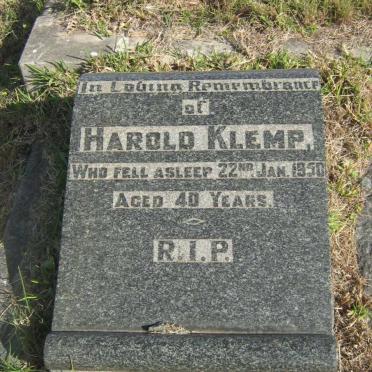 In Loving Remembrance
of
HAROLD KLEMP,
WHO FELL ASLEEP 22ND JAN. 1950
AGED 40 YEARS.
R.I.P.